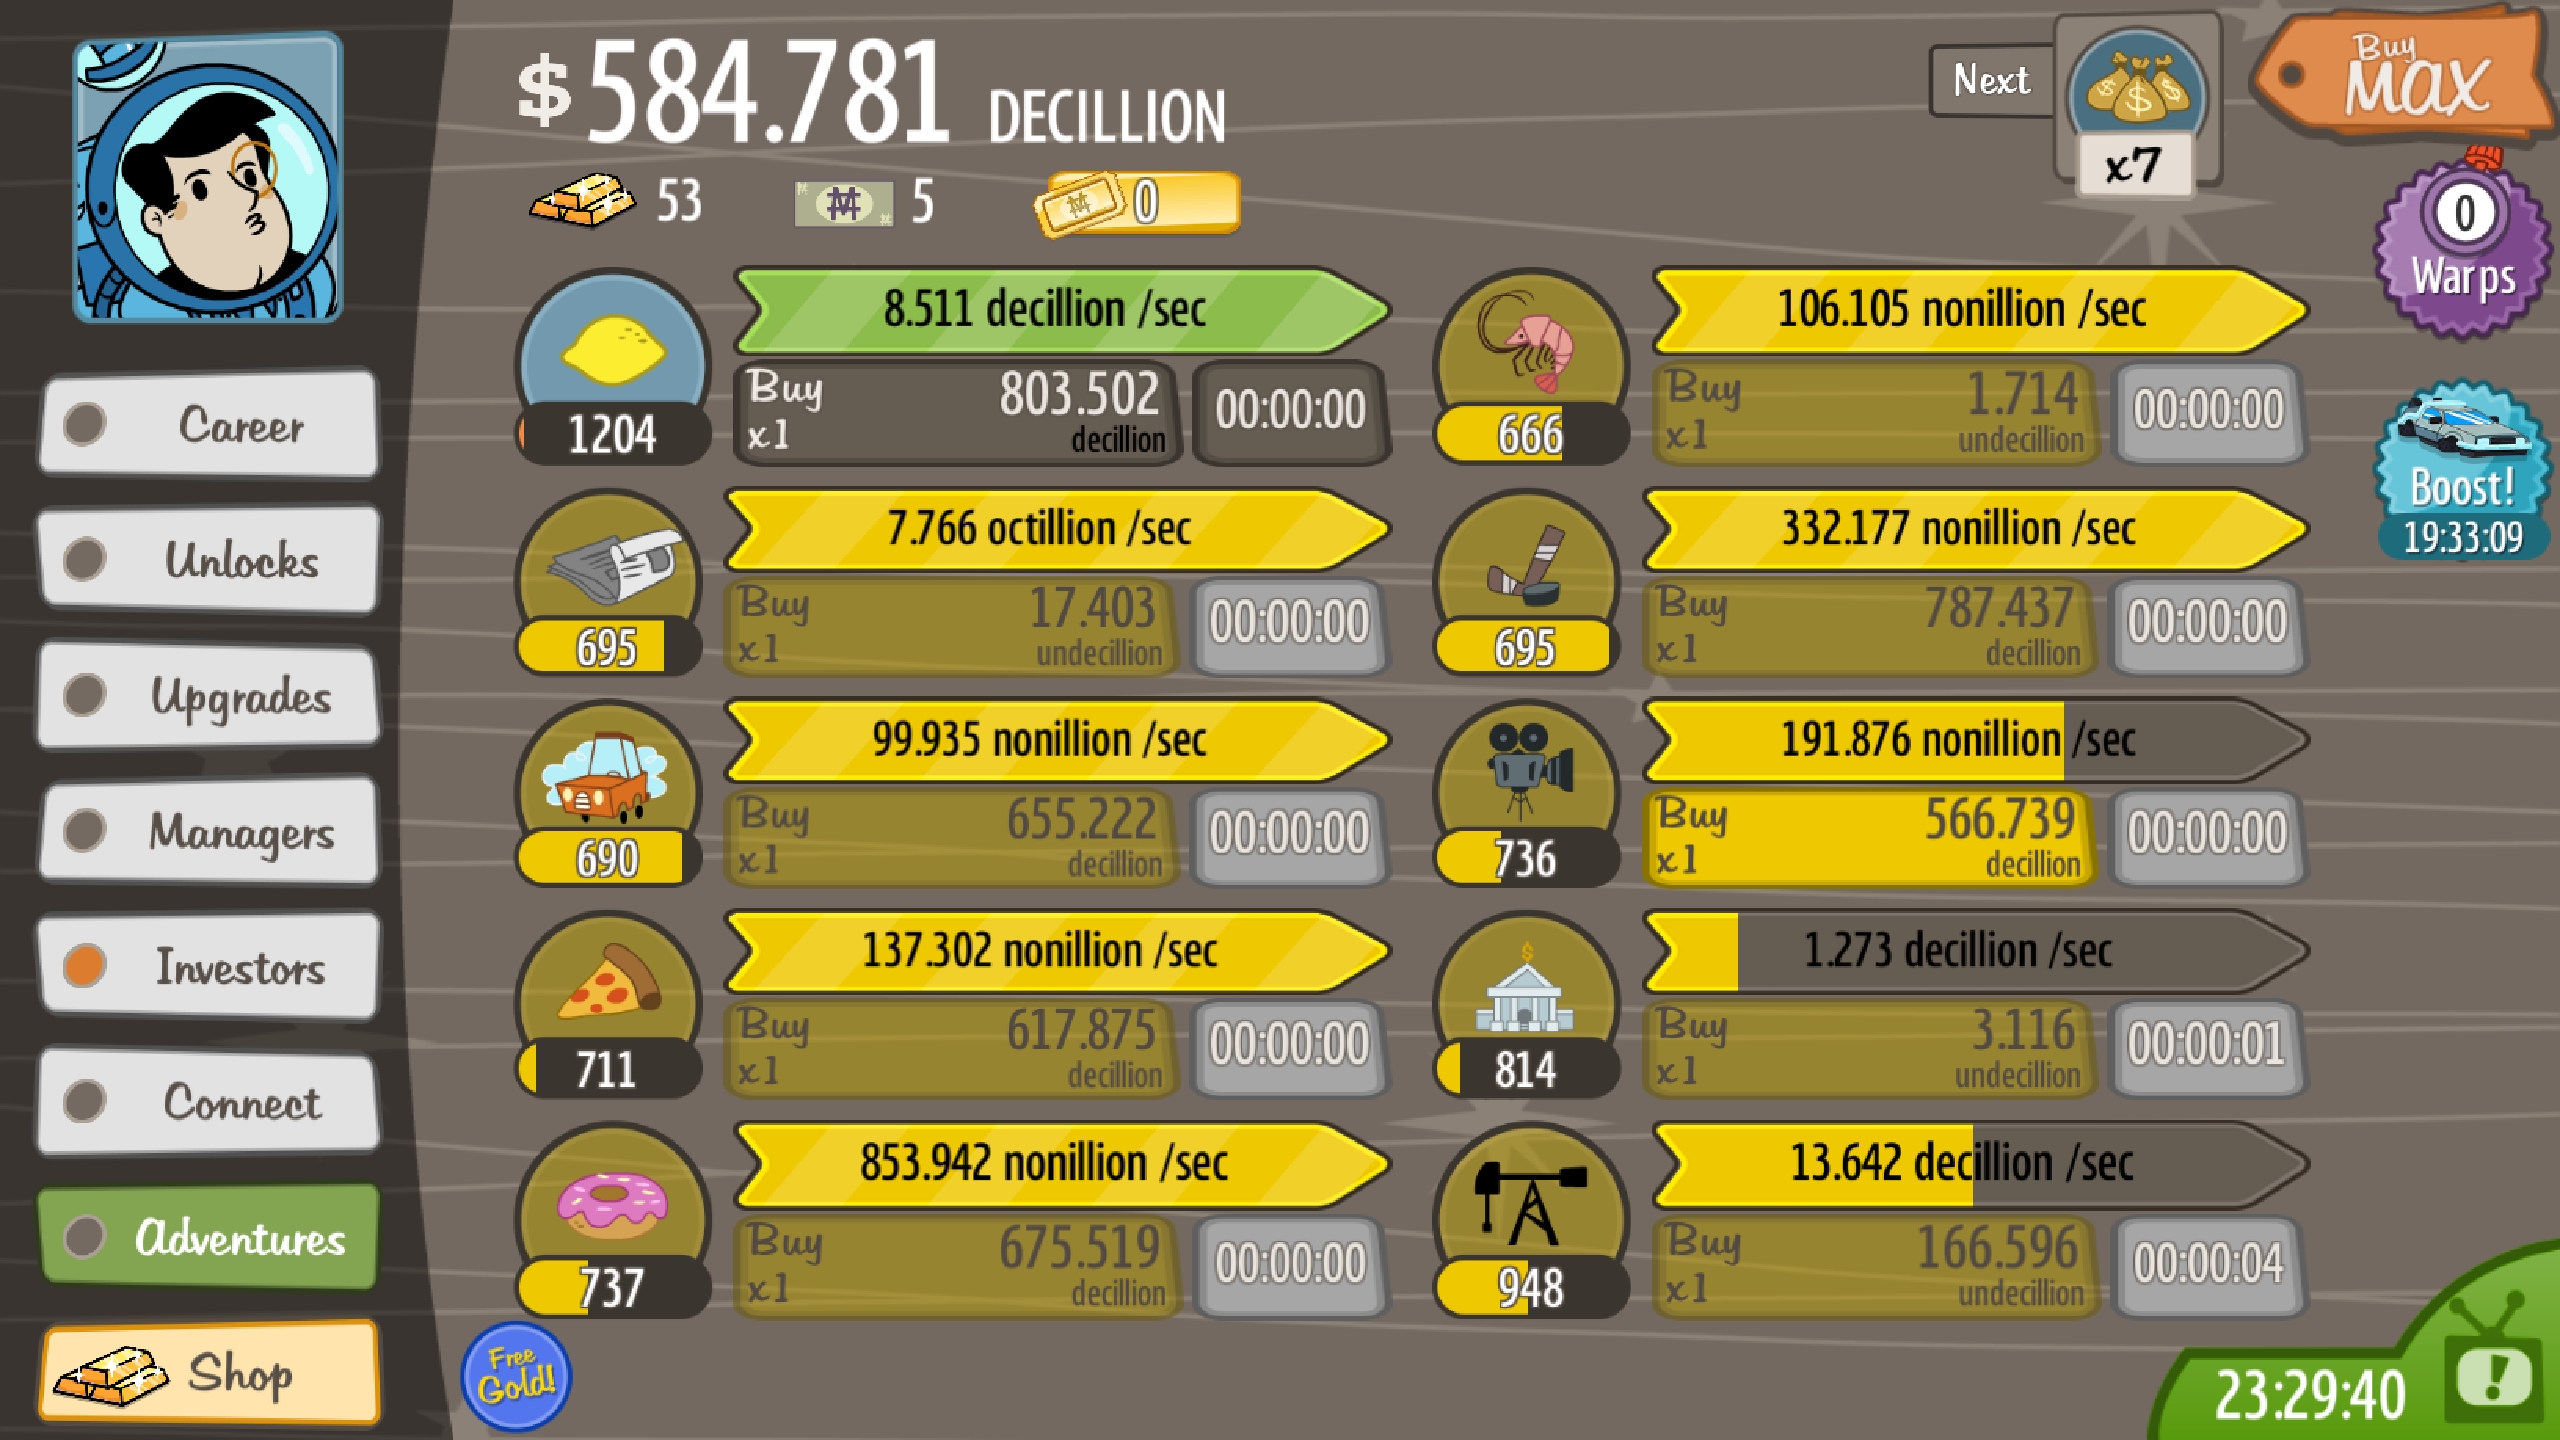 $584.781 DECILLION
53
5
0
Next
x7
Buy
MAX
0
Warps
Boost!
19:33:09
Career
Unlocks
Upgrades
Managers
Investors
Connect
Adventures
Shop
8.511 decillion /sec
Buy
x1
803.502
decillion
00:00:00
1204
7.766 octillion /sec
Buy
x1
17.403
undecillion
00:00:00
695
99.935 nonillion /sec
Buy
x1
655.222
decillion
00:00:00
690
137.302 nonillion /sec
Buy
x1
617.875
decillion
00:00:00
711
853.942 nonillion /sec
Buy
x1
675.519
decillion
00:00:00
737
106.105 nonillion /sec
Buy
x1
1.714
undecillion
00:00:00
666
332.177 nonillion /sec
Buy
x1
787.437
decillion
00:00:00
695
191.876 nonillion /sec
Buy
x1
566.739
decillion
00:00:00
736
1.273 decillion /sec
Buy
x1
3.116
undecillion
00:00:01
814
13.642 decillion /sec
Buy
x1
166.596
undecillion
00:00:04
948
Free
Gold!
23:29:40